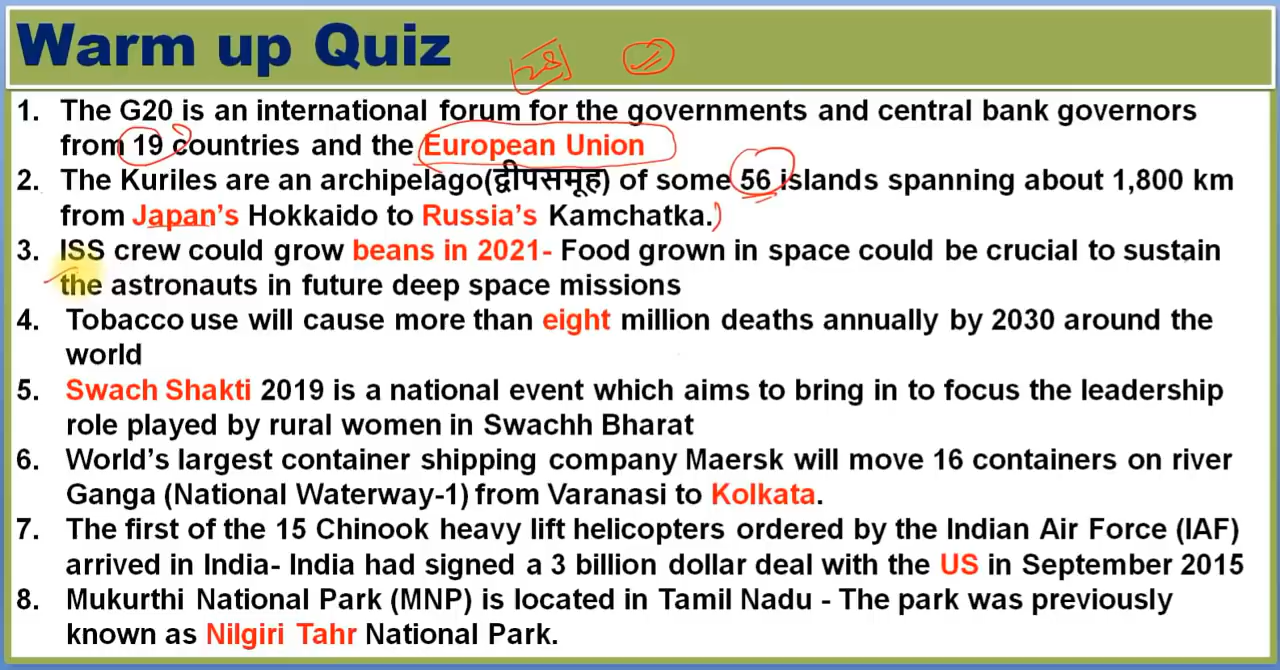 Warm up Quiz
28
1. The G20 is an international forum for the governments and central bank governors
from 19 countries and the European Union
2. The Kuriles are an archipelago(द्वीपसमूह) of some 56 islands spanning about 1,800 km
from Japan's Hokkaido to Russia's Kamchatka.
3. ISS crew could grow beans in 2021- Food grown in space could be crucial to sustain
the astronauts in future deep space missions
4. Tobacco use will cause more than eight million deaths annually by 2030 around the
world
5. Swach Shakti 2019 is a national event which aims to bring in to focus the leadership
role played by rural women in Swachh Bharat
6. World's largest container shipping company Maersk will move 16 containers on river
Ganga (National Waterway-1) from Varanasi to Kolkata.
7. The first of the 15 Chinook heavy lift helicopters ordered by the Indian Air Force (IAF)
arrived in India- India had signed a 3 billion dollar deal with the US in September 2015
8. Mukurthi National Park (MNP) is located in Tamil Nadu - The park was previously
known as Nilgiri Tahr National Park.